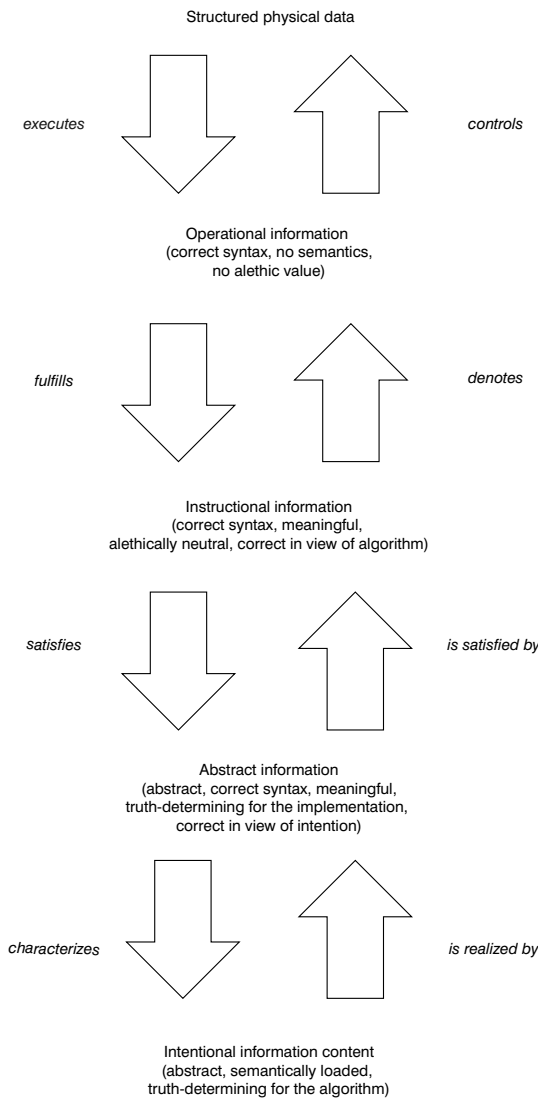 Structured physical data
executes
controls
Operational information
(correct syntax, no semantics,
no alethic value)
fulfills
denotes
Instructional information
(correct syntax, meaningful,
alethically neutral, correct in view of algorithm)
satisfies
is satisfied by
Abstract information
(abstract, correct syntax, meaningful,
truth-determining for the implementation,
correct in view of intention)
characterizes
is realized by
Intentional information content
(abstract, semantically loaded,
truth-determining for the algorithm)